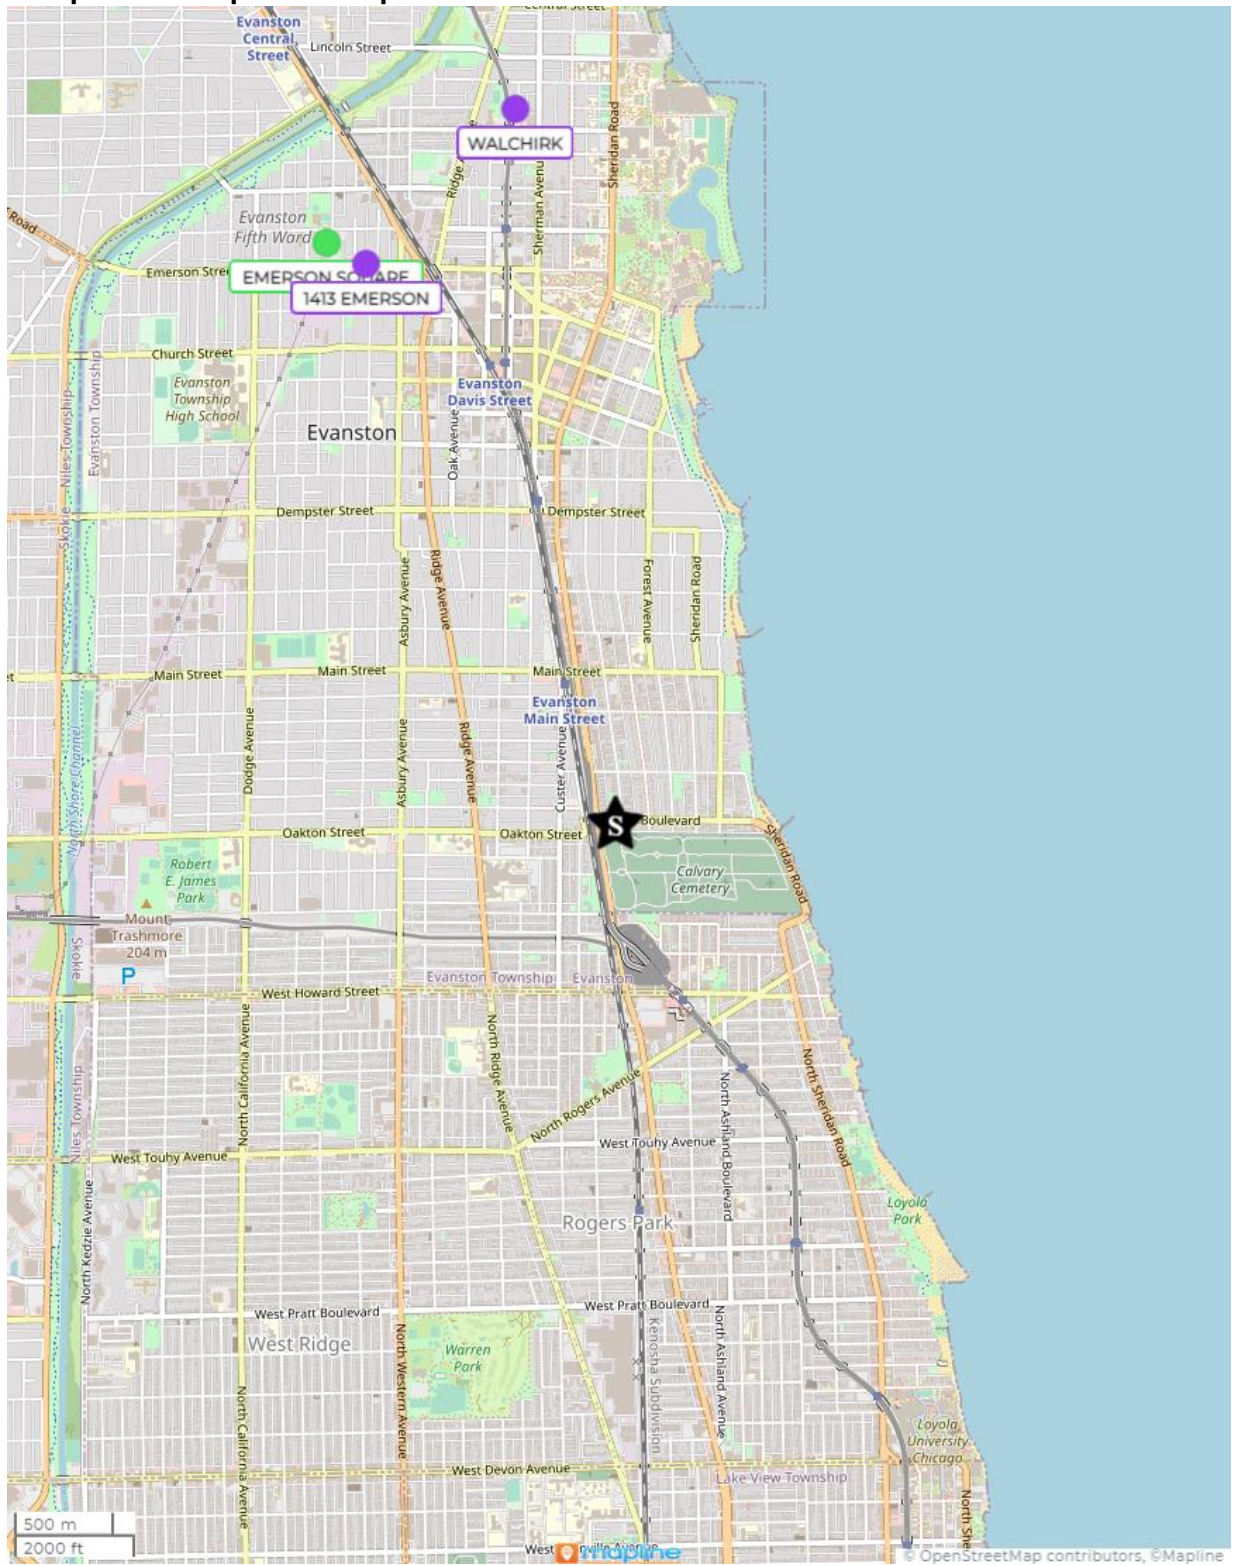 Central Street
Evanston
Central
Street
Lincoln Street
WALCHIRK
Sheridan Road
Ridge
Sherman Avenu
Evanston
Fifth Ward
Road
Emerson Stre
EMERSON SQUARE
1413 EMERSON
Church Street
Evanston
Township
High School
Evanston
Davis Street
Evanston
Oak Avenue
Skokie
Niles Township
Evanston Township
Dempster Street
Dempster Street
Ridge Avenue
Asbury Avenue
Forest Avenue
Sheridan Road
et
Main Street
Main Street
Main Street
Evanston
Main Street
North Shore Channel
Dodge Avenue
Asbury Avenue
Ridge Avenue
Custer Avenue
S
Boulevard
Oakton Street
Oakton Street
Sheridan Road
Robert
E. James
Park
Calvary
Cemetery
Mount
Trashmore
204 m
Skokie
P
Evanston Township
Evanston
West Howard Street
North California Avenue
North Ridge Avenue
North Rogers Avenue
North Ashland Boulevard
North Sheridan Road
Niles Township
West Touhy Avenue
West Touhy Avenue
North Kedzie Avenue
Rogers Park
Loyola
Park
West Pratt Boulevard
West Pratt Boulevard
West Ridge
Warren
Park
North Western Avenue
Kenosha Subdivision
North Ashland Avenue
North California Avenue
Loyola
University
Chicago
West Devon Avenue
Lake View Township
North She
500 m
2000 ft
West
nville Avenue
mapline
© OpenStreetMap contributors, ©Mapline